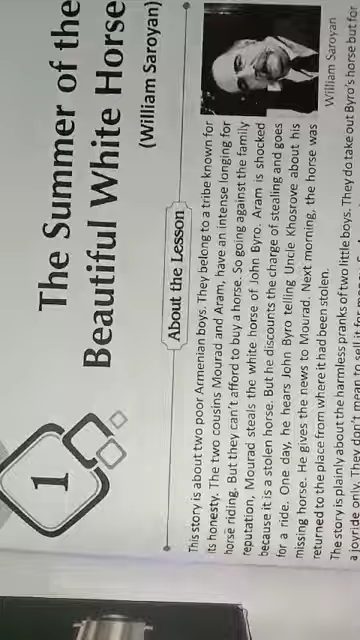 1
The Summer of the
Beautiful White Horse
(William Saroyan)
About the Lesson
This story is about two poor Armenian boys. They belong to a tribe known for
its honesty. The two cousins Mourad and Aram, have an intense longing for
horse riding. But they can't afford to buy a horse. So going against the family
reputation, Mourad steals the white horse of John Byro. Aram is shocked
because it is a stolen horse. But he discounts the charge of stealing and goes
for a ride. One day, he hears John Byro telling Uncle Khosrove about his
missing horse. He gives the news to Mourad. Next morning, the horse was
returned to the place from where it had been stolen.
William Saroyan
The story is plainly about the harmless pranks of two little boys. They do take out Byro's horse but for
a joyride only. They don't mean to sell it for